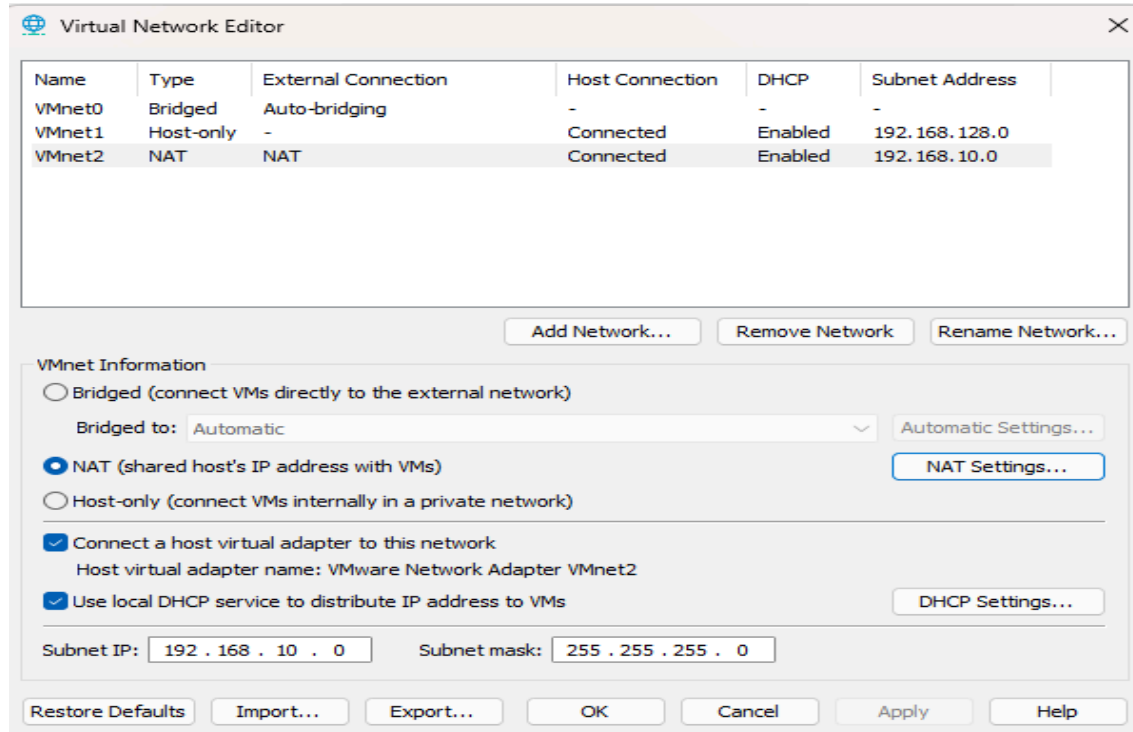 Virtual Network Editor
Name Type External Connection Host Connection DHCP Subnet Address
VMnet0 Bridged Auto-bridging - - -
VMnet1 Host-only - Connected Enabled 192.168.128.0
VMnet2 NAT NAT Connected Enabled 192.168.10.0
Add Network... Remove Network Rename Network...
VMnet Information
Bridged (connect VMs directly to the external network)
Bridged to: Automatic Automatic Settings...
NAT (shared host's IP address with VMs) NAT Settings...
Host-only (connect VMs internally in a private network)
Connect a host virtual adapter to this network
Host virtual adapter name: VMware Network Adapter VMnet2
Use local DHCP service to distribute IP address to VMs DHCP Settings...
Subnet IP: 192 . 168 . 10 . 0 Subnet mask: 255 . 255 . 255 . 0
Restore Defaults Import... Export... OK Cancel Apply Help